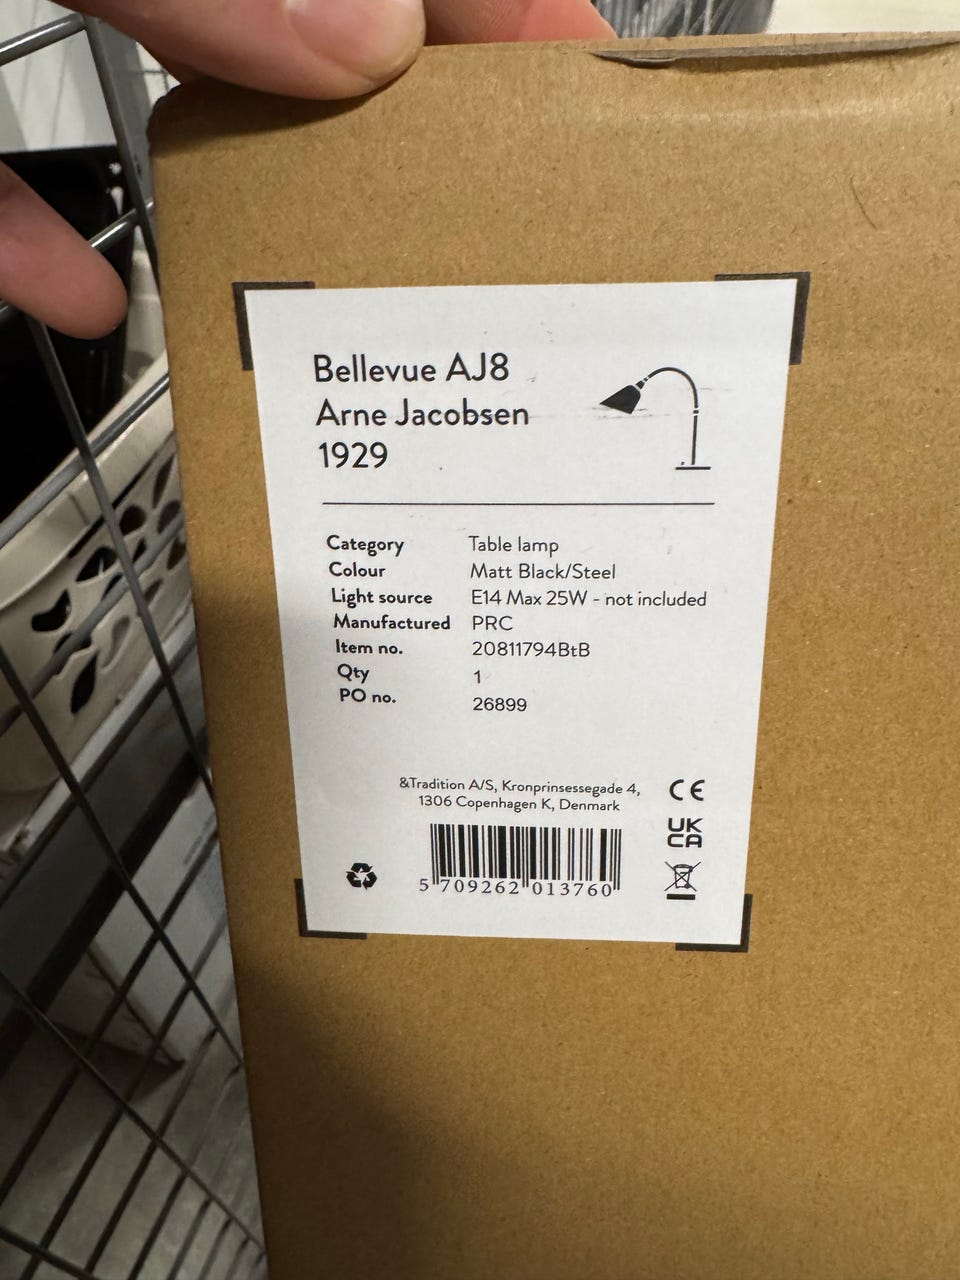 Bellevue AJ8
Arne Jacobsen
1929
Category Table lamp
Colour Matt Black/Steel
Light source E14 Max 25W - not included
Manufactured PRC
Item no. 20811794BtB
Qty 1
PO no. 26899
&Tradition A/S, Kronprinsessegade 4,
1306 Copenhagen K, Denmark
CE
UK
CA
5 709262 013760